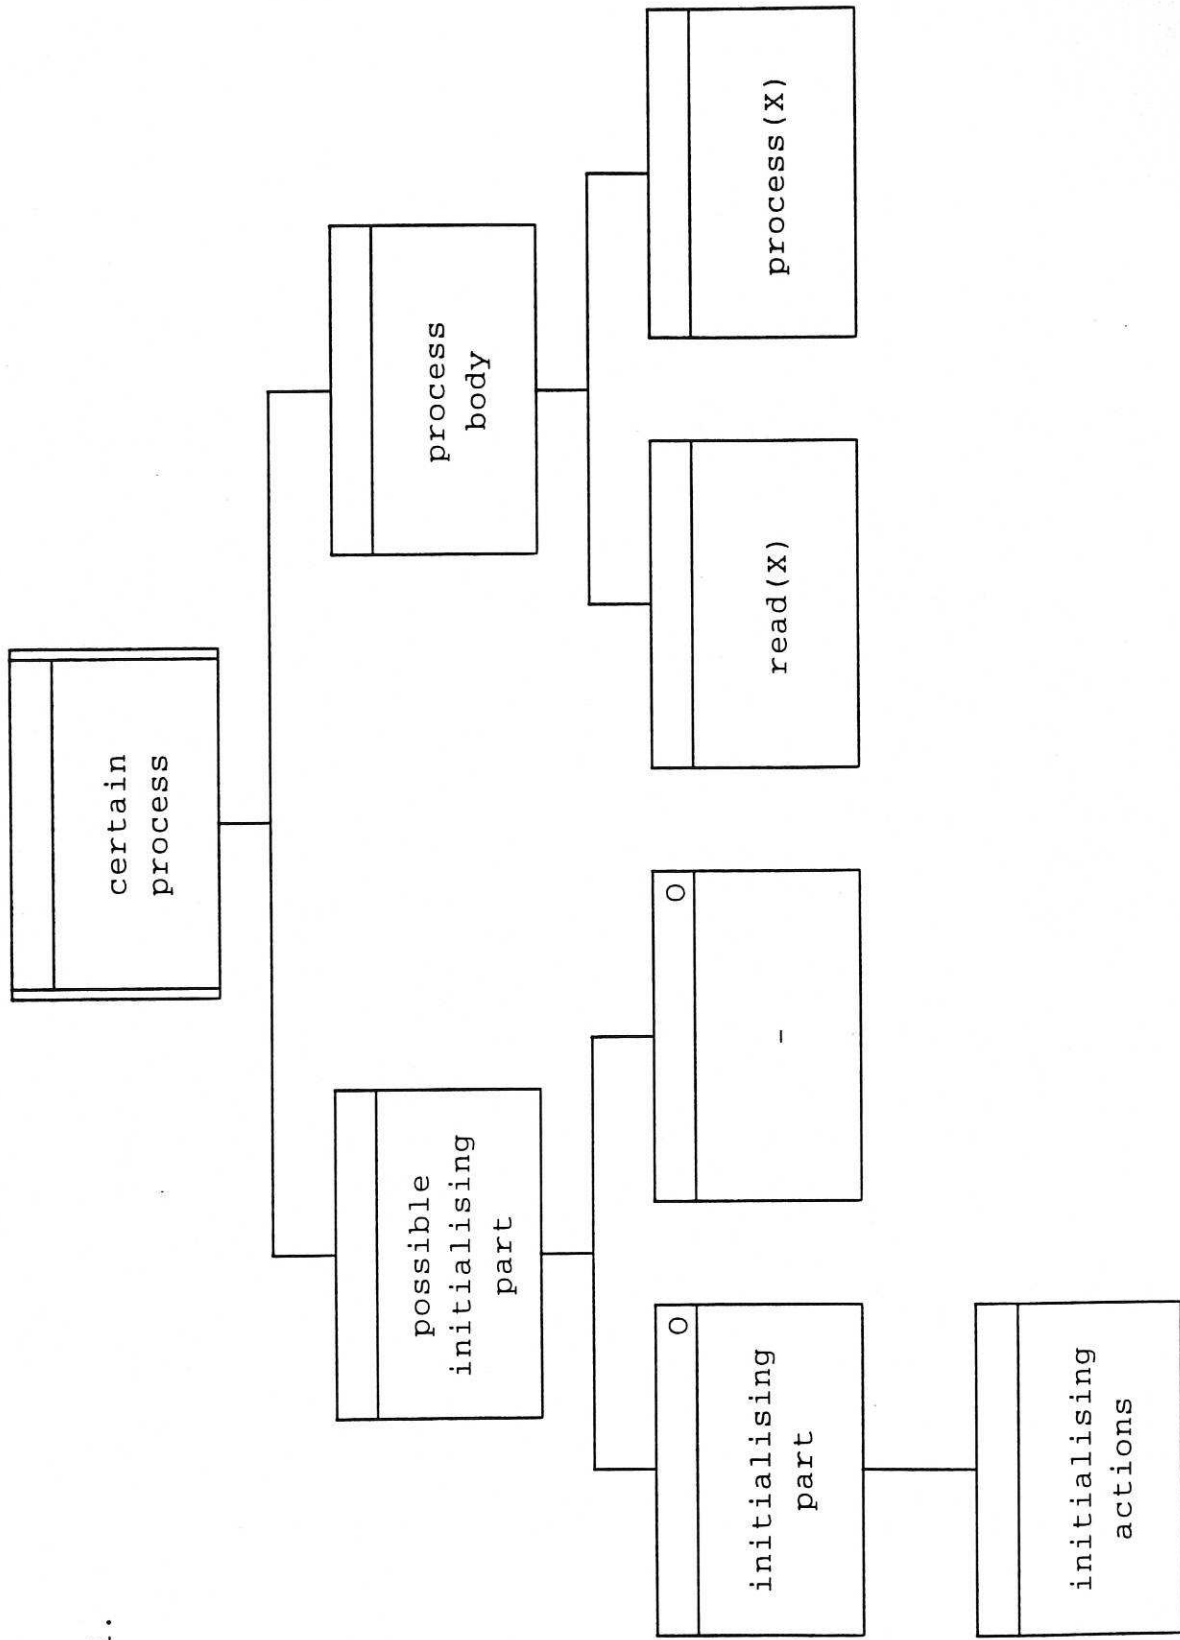 certain
process
possible
initialising
part
process
body
initialising
part
O
-
O
read(X)
process(X)
initialising
actions